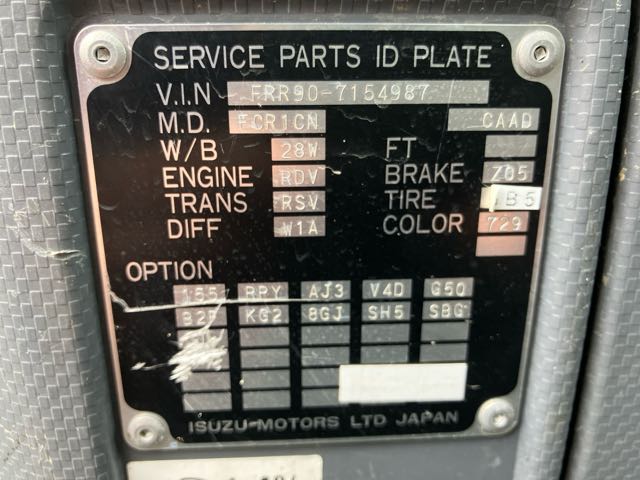 SERVICE PARTS ID PLATE
V.I.N FRR90-7154987
M.D. FCR1CN CAAD
W/B 28W FT
ENGINE RDV BRAKE Z05
TRANS RSV TIRE B5
DIFF W1A COLOR 729
OPTION
155 RRY AJ3 V4D G50
KG2 8GJ SH5 SBG
ISUZU MOTORS LTD JAPAN